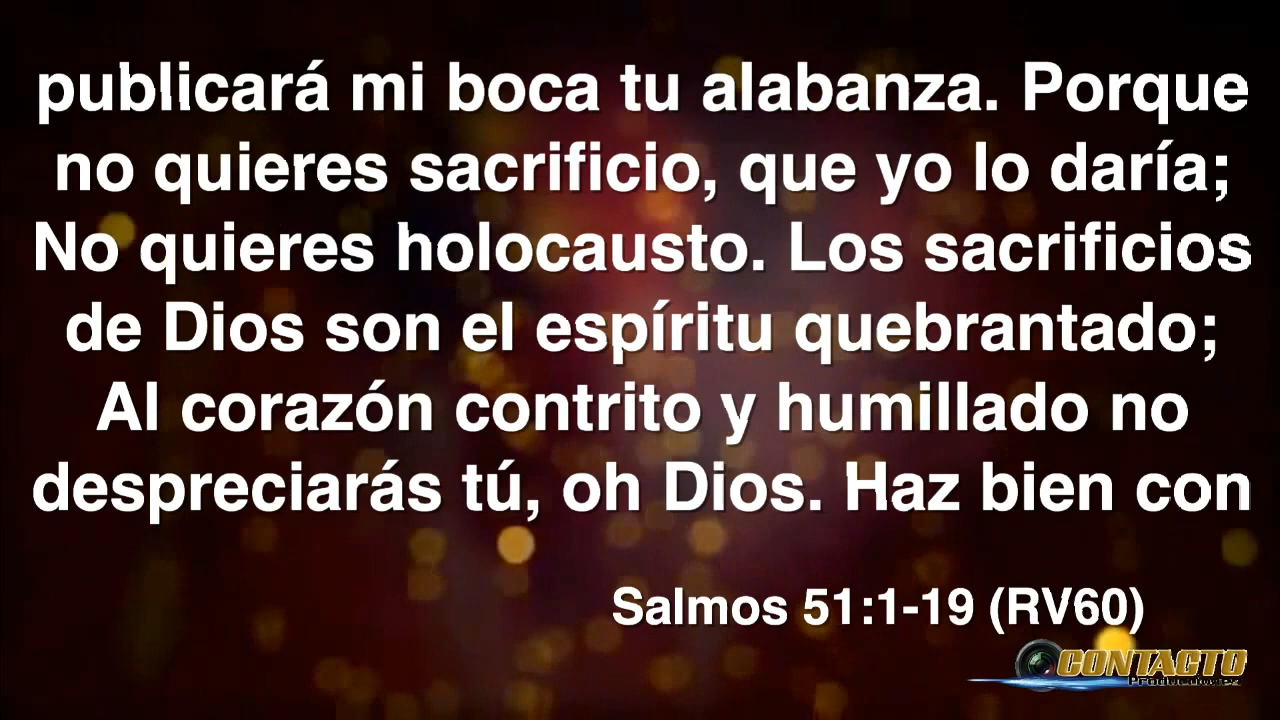 publicará mi boca tu alabanza. Porque
no quieres sacrificio, que yo lo daría;
No quieres holocausto. Los sacrificios
de Dios son el espíritu quebrantado;
Al corazón contrito y humillado no
despreciarás tú, oh Dios. Haz bien con
Salmos 51:1-19 (RV60)
CONTACTO
Producciones